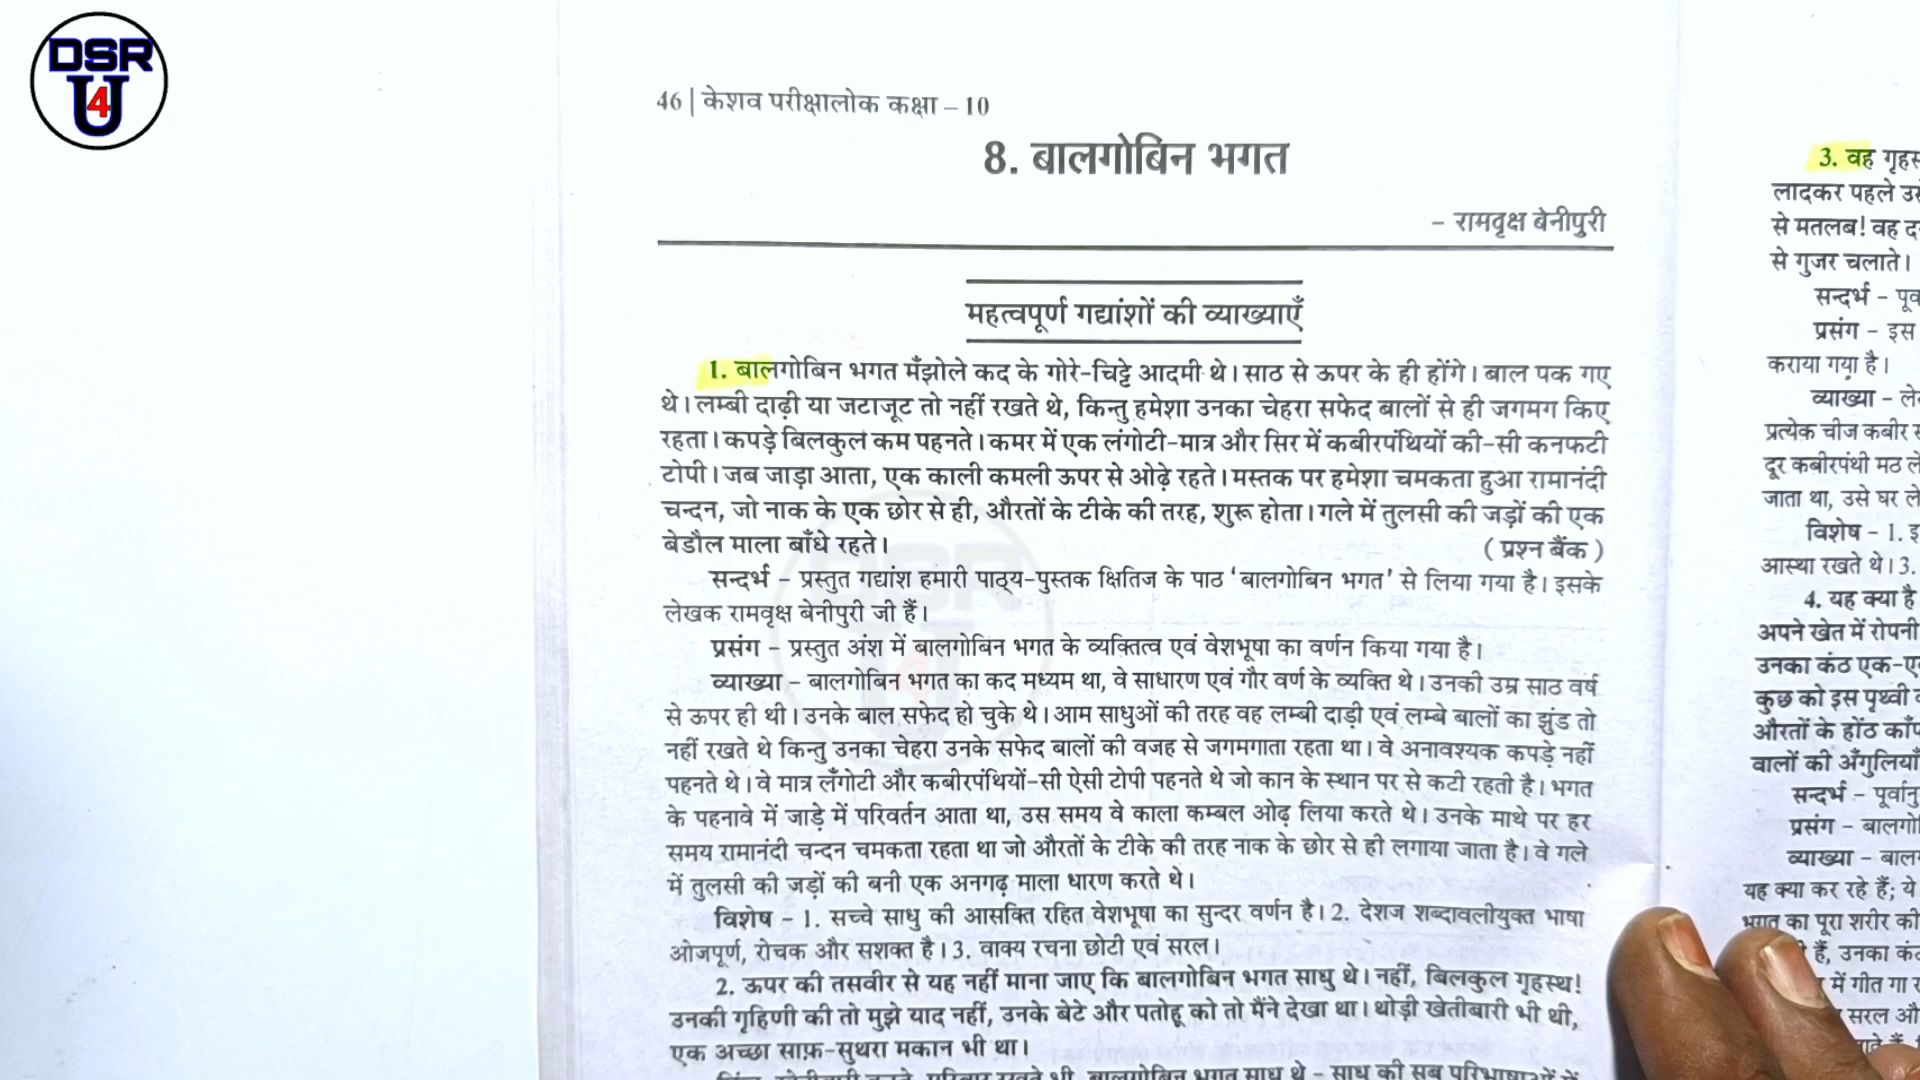 DSR
U
4
46 | केशव परीक्षालोक कक्षा – 10
8. बालगोबिन भगत
– रामवृक्ष बेनीपुरी
महत्वपूर्ण गद्यांशों की व्याख्याएँ
1. बालगोबिन भगत मँझोले कद के गोरे-चिट्टे आदमी थे। साठ से ऊपर के ही होंगे। बाल पक गए
थे। लम्बी दाढ़ी या जटाजूट तो नहीं रखते थे, किन्तु हमेशा उनका चेहरा सफेद बालों से ही जगमग किए
रहता। कपड़े बिलकुल कम पहनते। कमर में एक लंगोटी-मात्र और सिर में कबीरपंथियों की-सी कनफटी
टोपी। जब जाड़ा आता, एक काली कमली ऊपर से ओढ़े रहते। मस्तक पर हमेशा चमकता हुआ रामानंदी
चन्दन, जो नाक के एक छोर से ही, औरतों के टीके की तरह, शुरू होता। गले में तुलसी की जड़ों की एक
बेडौल माला बाँधे रहते। (प्रश्न बैंक)
सन्दर्भ – प्रस्तुत गद्यांश हमारी पाठ्य-पुस्तक क्षितिज के पाठ ‘बालगोबिन भगत’ से लिया गया है। इसके
लेखक रामवृक्ष बेनीपुरी जी हैं।
प्रसंग – प्रस्तुत अंश में बालगोबिन भगत के व्यक्तित्व एवं वेशभूषा का वर्णन किया गया है।
व्याख्या – बालगोबिन भगत का कद मध्यम था, वे साधारण एवं गौर वर्ण के व्यक्ति थे। उनकी उम्र साठ वर्ष
से ऊपर ही थी। उनके बाल सफेद हो चुके थे। आम साधुओं की तरह वह लम्बी दाढ़ी एवं लम्बे बालों का झुंड तो
नहीं रखते थे किन्तु उनका चेहरा उनके सफेद बालों की वजह से जगमगाता रहता था। वे अनावश्यक कपड़े नहीं
पहनते थे। वे मात्र लँगोटी और कबीरपंथियों-सी ऐसी टोपी पहनते थे जो कान के स्थान पर से कटी रहती है। भगत
के पहनावे में जाड़े में परिवर्तन आता था, उस समय वे काला कम्बल ओढ़ लिया करते थे। उनके माथे पर हर
समय रामानंदी चन्दन चमकता रहता था जो औरतों के टीके की तरह नाक के छोर से ही लगाया जाता है। वे गले
में तुलसी की जड़ों की बनी एक अनगढ़ माला धारण करते थे।
विशेष – 1. सच्चे साधु की आसक्ति रहित वेशभूषा का सुन्दर वर्णन है। 2. देशज शब्दावलीयुक्त भाषा
ओजपूर्ण, रोचक और सशक्त है। 3. वाक्य रचना छोटी एवं सरल।
2. ऊपर की तसवीर से यह नहीं माना जाए कि बालगोबिन भगत साधु थे। नहीं, बिलकुल गृहस्थ!
उनकी गृहिणी की तो मुझे याद नहीं, उनके बेटे और पतोहू को तो मैंने देखा था। थोड़ी खेतीबारी भी थी,
एक अच्छा साफ़-सुथरा मकान भी था।
3. वह
लादकर पहले
से मतलब! वह
से गुजर चलाते।
सन्दर्भ –
प्रसंग – इस
कराया गया है।
व्याख्या –
प्रत्येक चीज कबीर
दूर कबीरपंथी मठ
जाता था, उसे घर
विशेष – 1.
आस्था रखते थे। 3.
4. यह क्या है
अपने खेत में रोपनी
उनका कंठ
कुछ को इस पृथ्वी
औरतों के होंठ
वालों की
सन्दर्भ –
प्रसंग –
व्याख्या –
यह क्या कर रहे हैं; ये
भगत का पूरा शरीर
हैं, उनका
में गीत गा
सरल